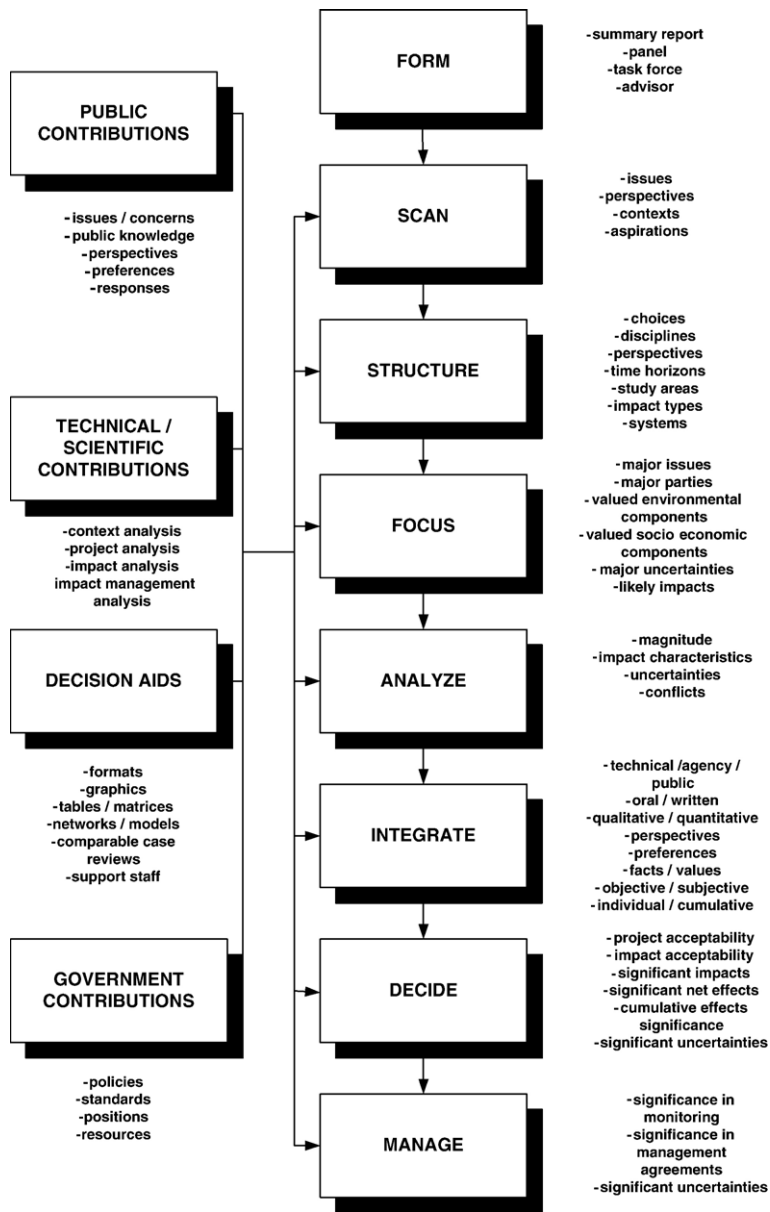 PUBLIC
CONTRIBUTIONS
-issues / concerns
-public knowledge
-perspectives
-preferences
-responses
TECHNICAL /
SCIENTIFIC
CONTRIBUTIONS
-context analysis
-project analysis
-impact analysis
impact management
analysis
DECISION AIDS
-formats
-graphics
-tables / matrices
-networks / models
-comparable case
reviews
-support staff
GOVERNMENT
CONTRIBUTIONS
-policies
-standards
-positions
-resources
FORM
-summary report
-panel
-task force
-advisor
SCAN
-issues
-perspectives
-contexts
-aspirations
STRUCTURE
-choices
-disciplines
-perspectives
-time horizons
-study areas
-impact types
-systems
FOCUS
-major issues
-major parties
-valued environmental
components
-valued socio economic
components
-major uncertainties
-likely impacts
ANALYZE
-magnitude
-impact characteristics
-uncertainties
-conflicts
INTEGRATE
-technical /agency /
public
-oral / written
-qualitative / quantitative
-perspectives
-preferences
-facts / values
-objective / subjective
-individual / cumulative
DECIDE
-project acceptability
-impact acceptability
-significant impacts
-significant net effects
-cumulative effects
significance
-significant uncertainties
MANAGE
-significance in
monitoring
-significance in
management
agreements
-significant uncertainties